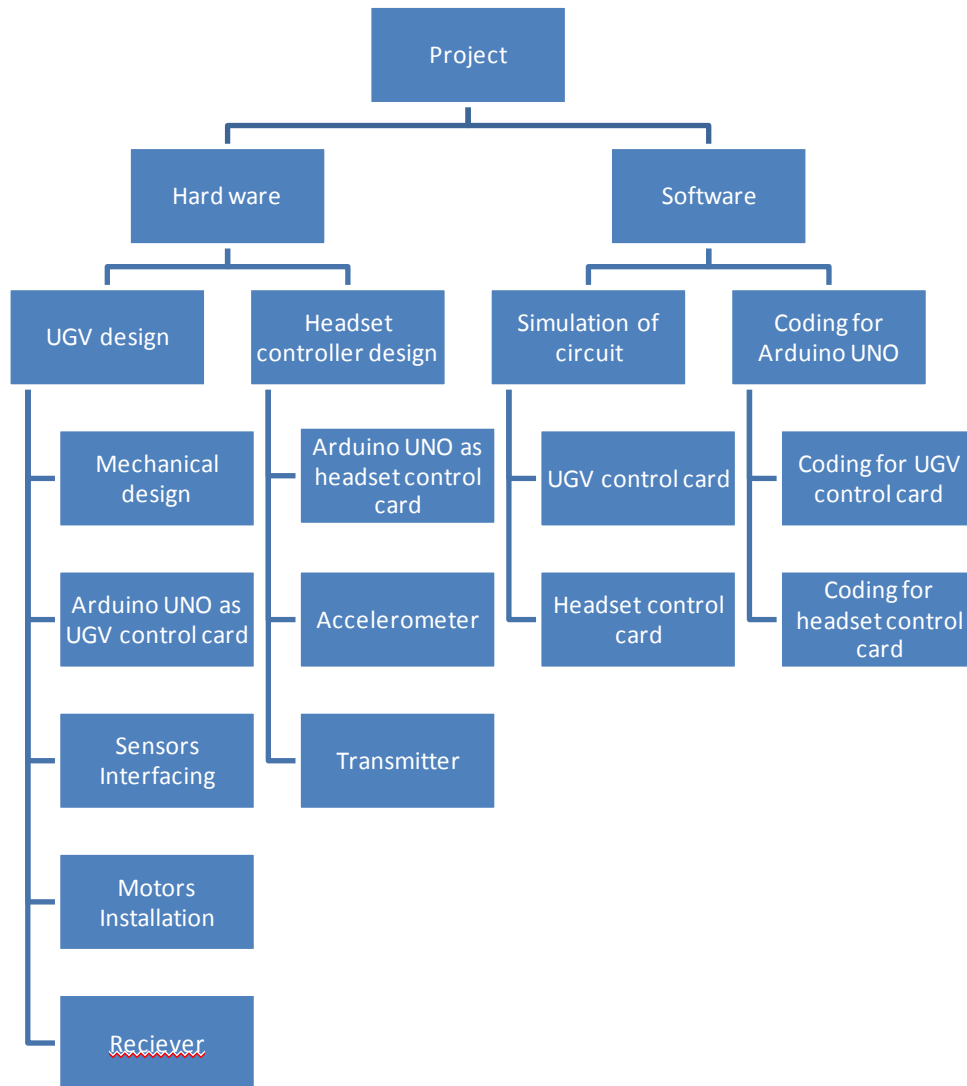 Project
Hard ware
Software
UGV design
Headset
controller design
Simulation of
circuit
Coding for
Arduino UNO
Mechanical
design
Arduino UNO as
headset control
card
UGV control card
Coding for UGV
control card
Arduino UNO as
UGV control card
Accelerometer
Headset control
card
Coding for
headset control
card
Sensors
Interfacing
Transmitter
Motors
Installation
Reciever